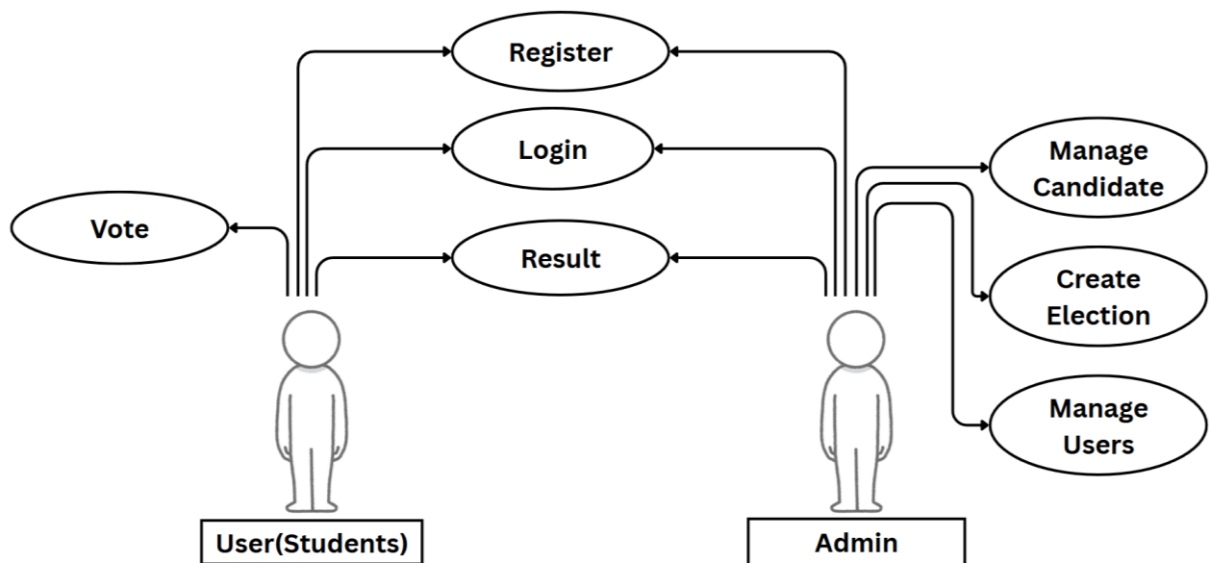 Register
Login
Manage
Candidate
Vote
Result
Create
Election
Manage
Users
User(Students)
Admin